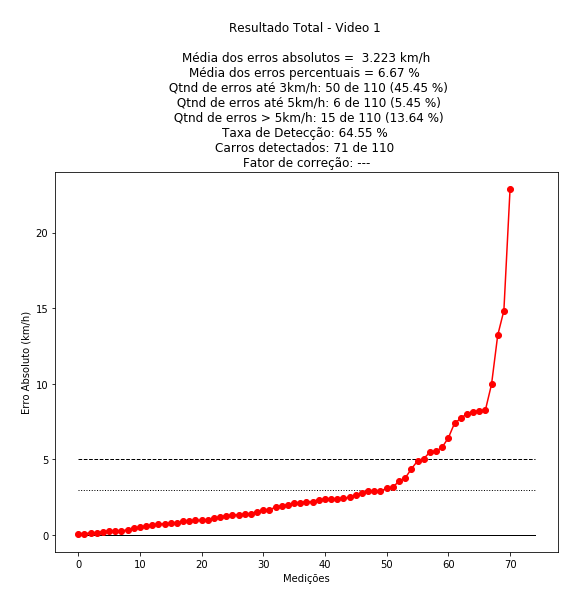 Resultado Total - Video 1
Média dos erros absolutos =  3.223 km/h
Média dos erros percentuais = 6.67 %
Qtnd de erros até 3km/h: 50 de 110 (45.45 %)
Qtnd de erros até 5km/h: 6 de 110 (5.45 %)
Qtnd de erros > 5km/h: 15 de 110 (13.64 %)
Taxa de Detecção: 64.55 %
Carros detectados: 71 de 110
Fator de correção: ---
20
15
10
5
0
Erro Absoluto (km/h)
0 10 20 30 40 50 60 70
Medições